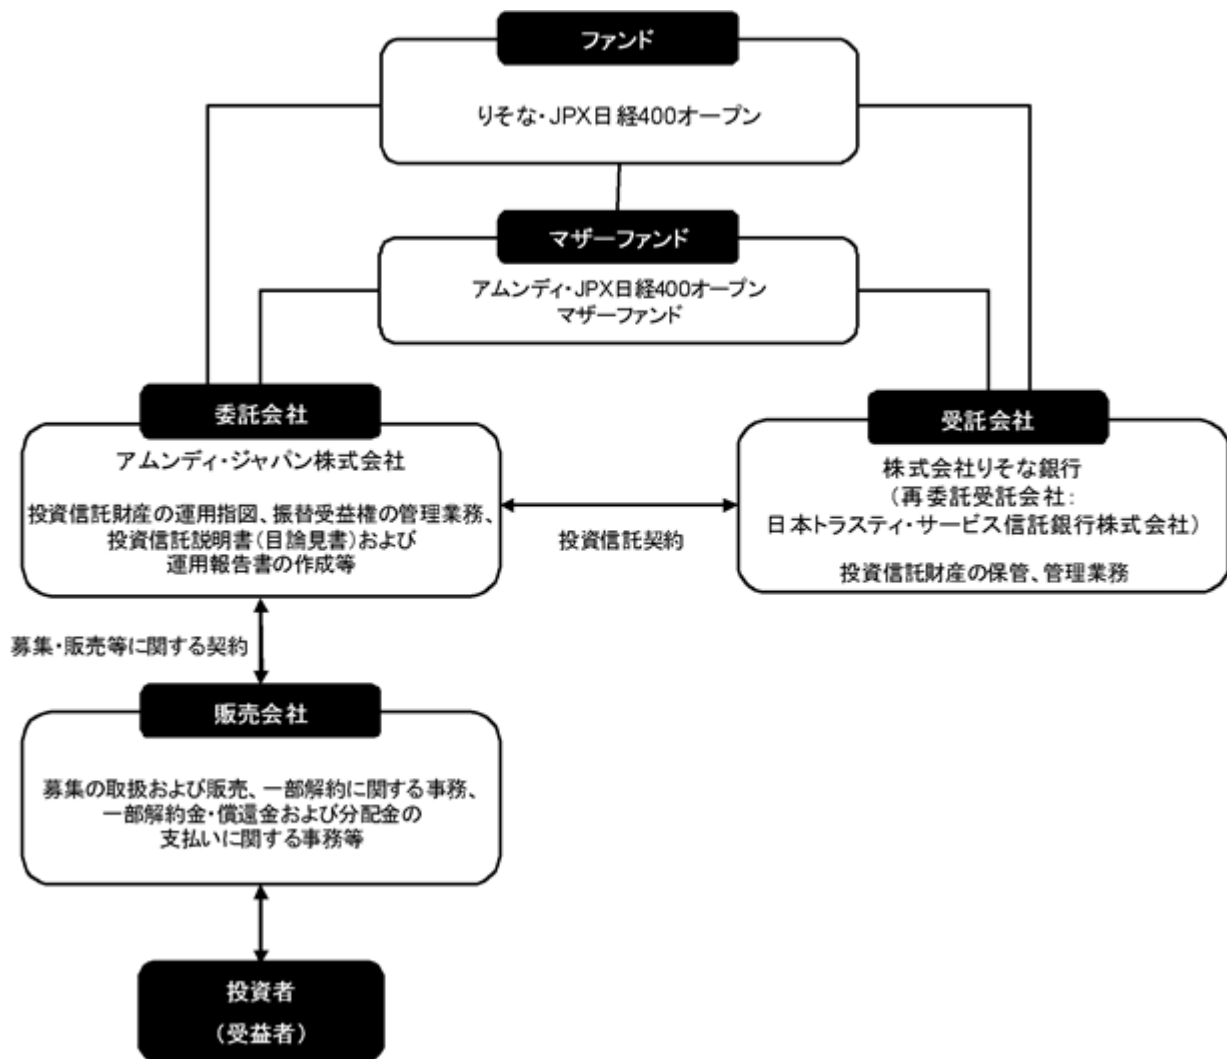 ファンド
りそな・JPX日経400オープン
マザーファンド
アムンディ・JPX日経400オープン
マザーファンド
委託会社
アムンディ・ジャパン株式会社
投資信託財産の運用指図、振替受益権の管理業務、
投資信託説明書(目論見書)および
運用報告書の作成等
投資信託契約
受託会社
株式会社りそな銀行
(再委託受託会社:
日本トラスティ・サービス信託銀行株式会社)
投資信託財産の保管、管理業務
募集・販売等に関する契約
販売会社
募集の取扱および販売、一部解約に関する事務、
一部解約金・償還金および分配金の
支払いに関する事務等
投資者
(受益者)